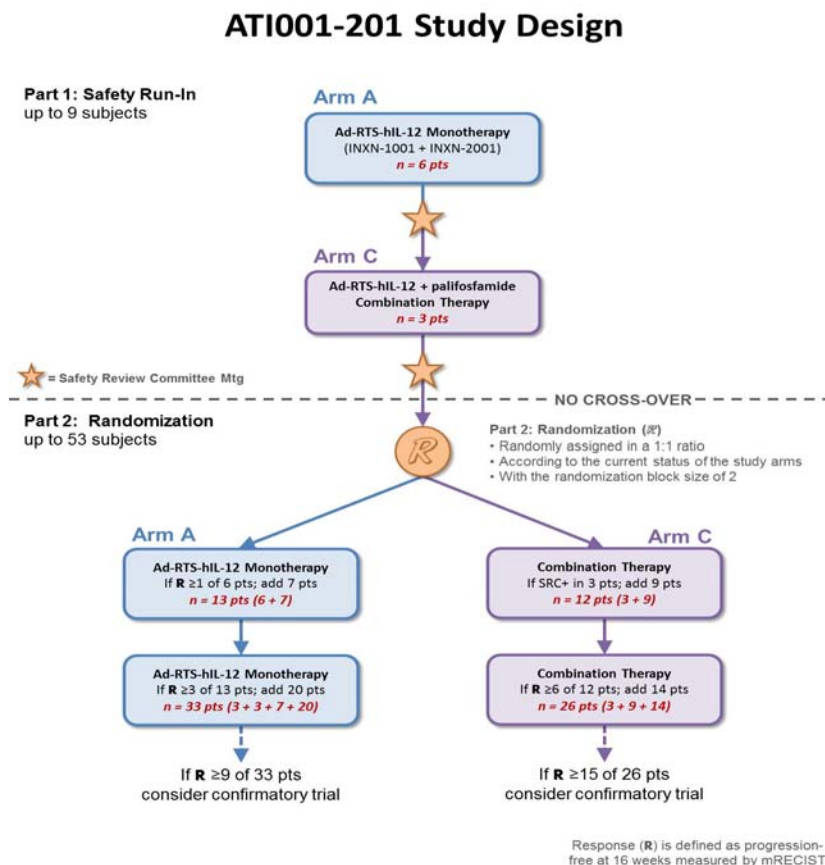 ATI001-201 Study Design
Part 1: Safety Run-In
up to 9 subjects
Arm A
Ad-RTS-hIL-12 Monotherapy
(INXN-1001 + INXN-2001)
n = 6 pts
Arm C
Ad-RTS-hIL-12 + palifosfamide
Combination Therapy
n = 3 pts
= Safety Review Committee Mtg
NO CROSS-OVER
Part 2: Randomization
up to 53 subjects
R
Part 2: Randomization (R)
• Randomly assigned in a 1:1 ratio
• According to the current status of the study arms
• With the randomization block size of 2
Arm A
Ad-RTS-hIL-12 Monotherapy
If R ≥1 of 6 pts; add 7 pts
n = 13 pts (6 + 7)
Arm C
Combination Therapy
If SRC+ in 3 pts; add 9 pts
n = 12 pts (3 + 9)
Ad-RTS-hIL-12 Monotherapy
If R ≥3 of 13 pts; add 20 pts
n = 33 pts (3 + 3 + 7 + 20)
Combination Therapy
If R ≥6 of 12 pts; add 14 pts
n = 26 pts (3 + 9 + 14)
If R ≥9 of 33 pts
consider confirmatory trial
If R ≥15 of 26 pts
consider confirmatory trial
Response (R) is defined as progression-
free at 16 weeks measured by mRECIST